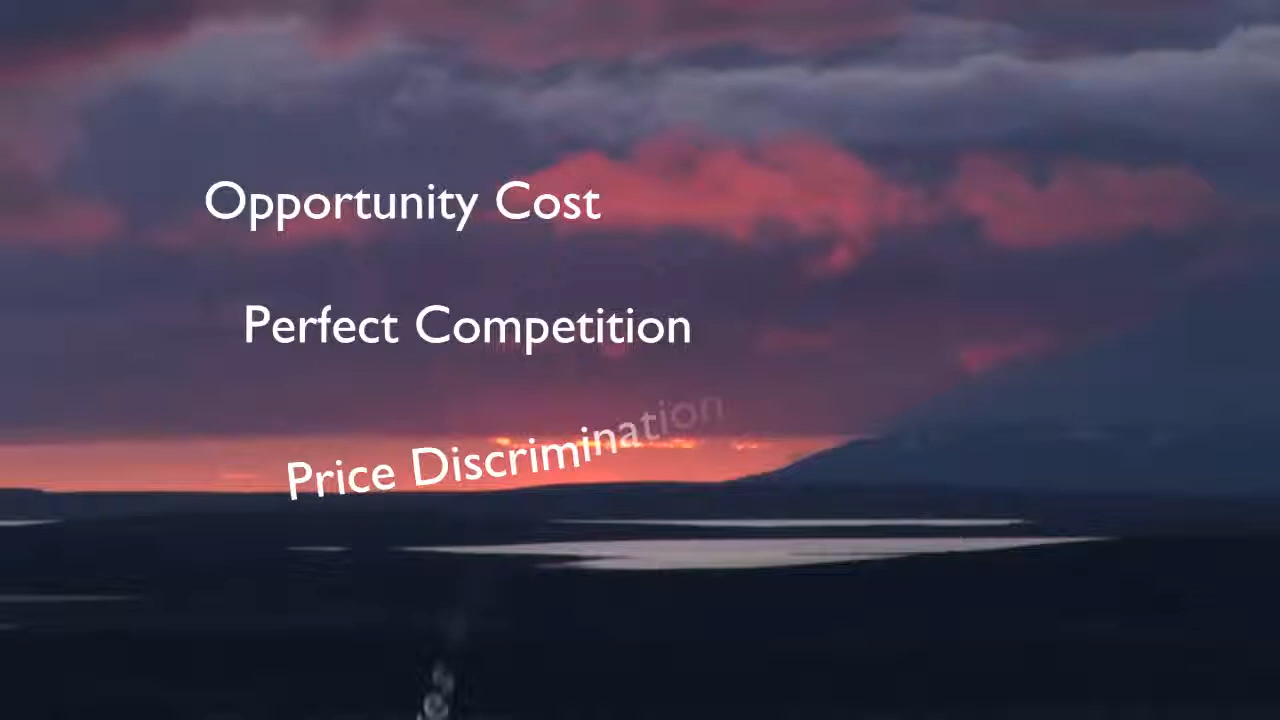 Opportunity Cost
Perfect Competition
Price Discrimination